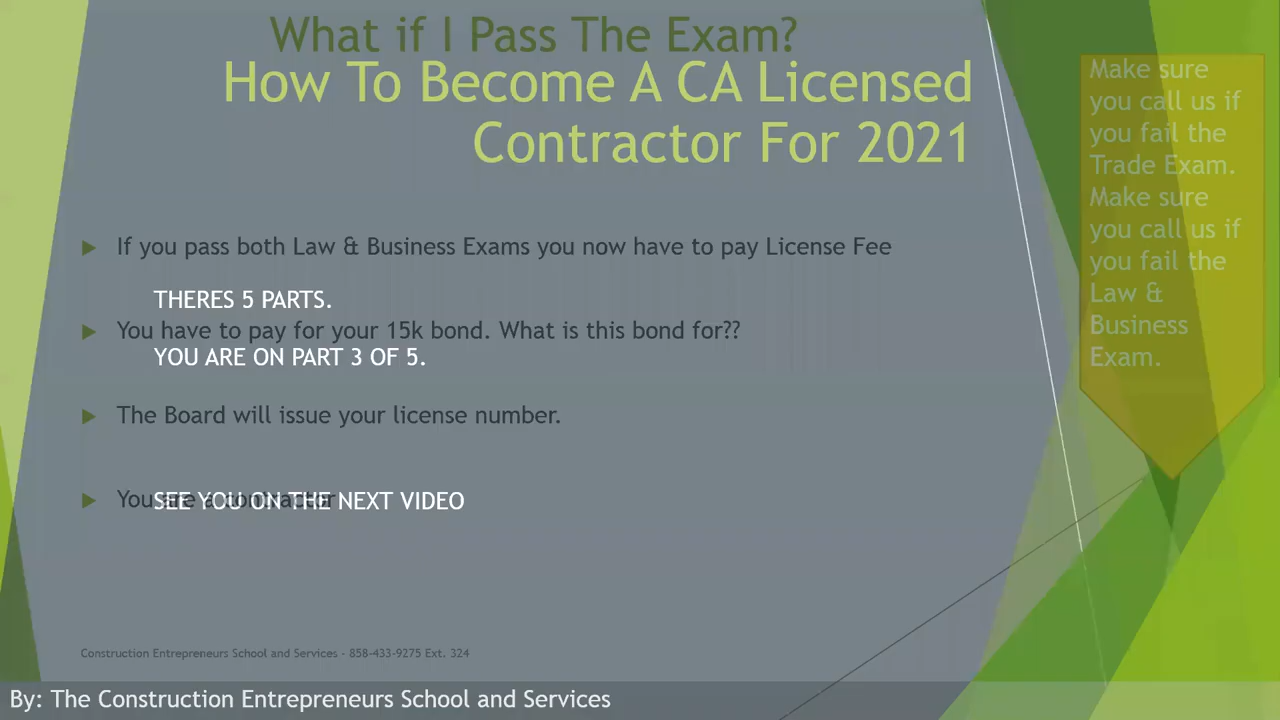 What if I Pass The Exam?
How To Become A CA Licensed
Contractor For 2021
If you pass both Law & Business Exams you now have to pay License Fee
THERES 5 PARTS.
You have to pay for your 15k bond. What is this bond for??
YOU ARE ON PART 3 OF 5.
The Board will issue your license number.
You are a contractor
SEE YOU ON THE NEXT VIDEO
Make sure
you call us if
you fail the
Trade Exam.
Make sure
you call us if
you fail the
Law &
Business
Exam.
Construction Entrepreneurs School and Services - 858-433-9275 Ext. 324
By: The Construction Entrepreneurs School and Services